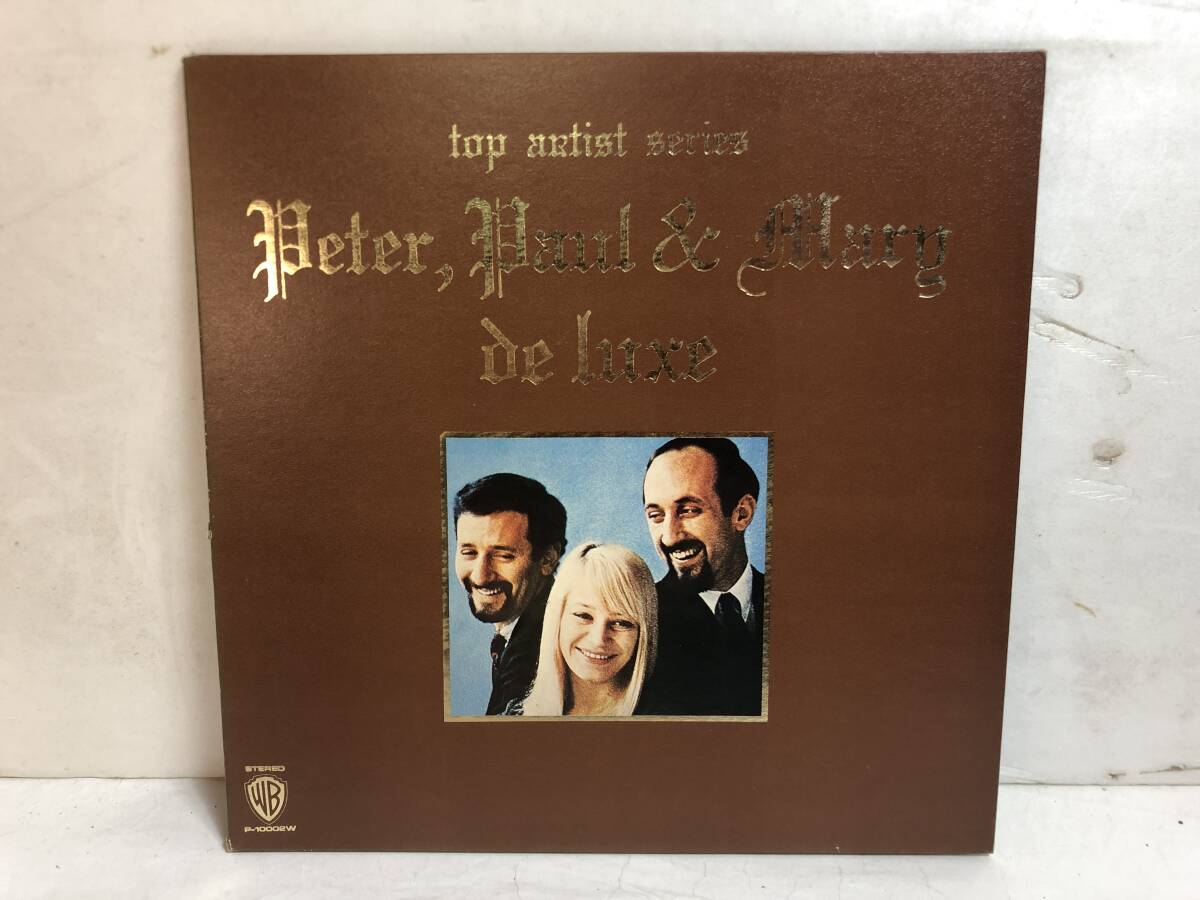 top artist series
Peter, Paul & Mary
de luxe
STEREO
WB
P-10002W